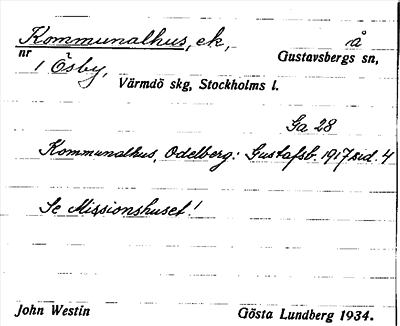 Kommunalhus, ek, å
nr 1 Ösby, Gustavsbergs sn,
Värmdö skg, Stockholms l.
Ga 28
Kommunalhus, Odelberg: Gustafsb. 1917 sid. 4
Se Missionshuset!
John Westin Gösta Lundberg 1934.